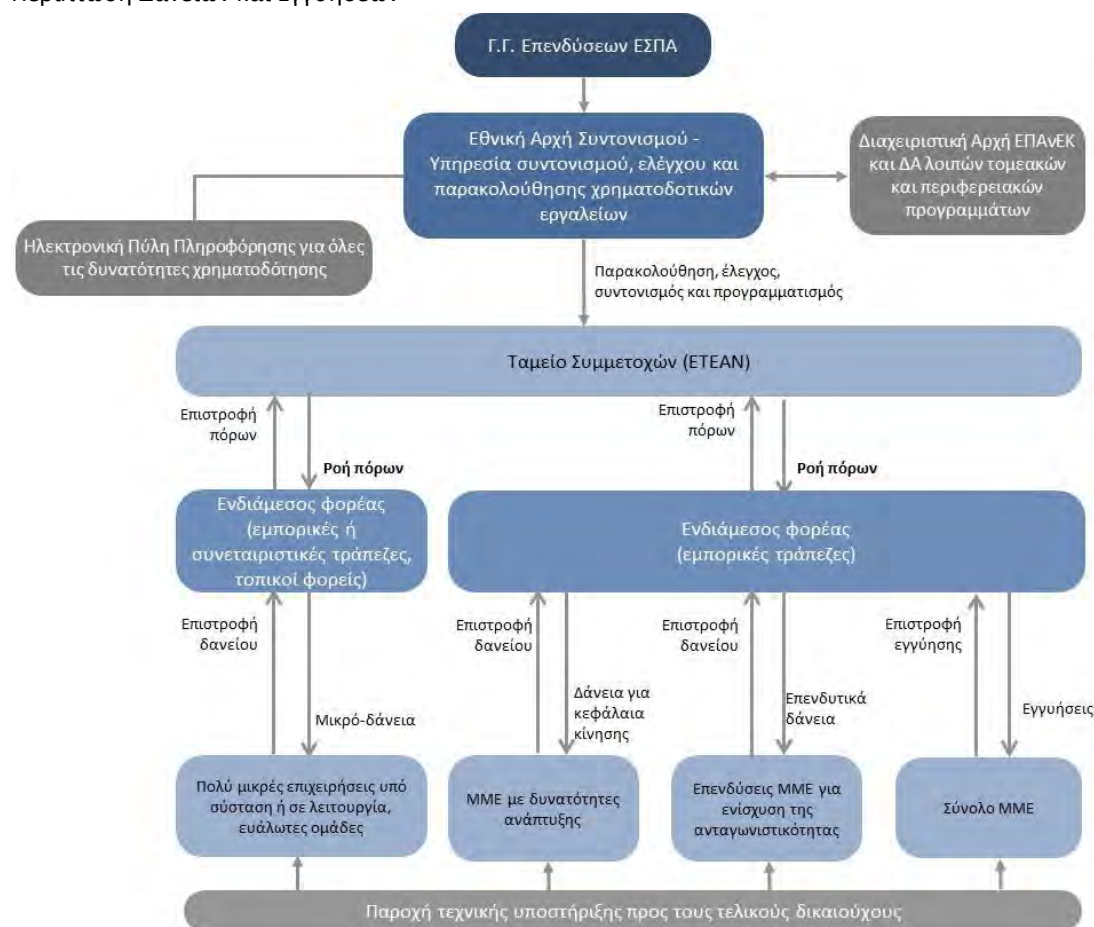 Περίπτωση Δανείων και Εγγυήσεων
Γ.Γ. Επενδύσεων ΕΣΠΑ
Εθνική Αρχή Συντονισμού -
Υπηρεσία συντονισμού, ελέγχου και
παρακολούθησης χρηματοδοτικών
εργαλείων
Διαχειριστική Αρχή ΕΠΑνΕΚ
και ΔΑ λοιπών τομεακών
και περιφερειακών
προγραμμάτων
Ηλεκτρονική Πύλη Πληροφόρησης για όλες
τις δυνατότητες χρηματοδότησης
Παρακολούθηση, έλεγχος,
συντονισμός και προγραμματισμός
Ταμείο Συμμετοχών (ΕΤΕΑΝ)
Επιστροφή
πόρων
Ροή πόρων
Επιστροφή
πόρων
Ροή πόρων
Ενδιάμεσος φορέας
(εμπορικές ή
συνεταιριστικές τράπεζες,
τοπικοί φορείς)
Ενδιάμεσος φορέας
(εμπορικές τράπεζες)
Επιστροφή
δανείου
Μικρό-δάνεια
Επιστροφή
δανείου
Δάνεια για
κεφάλαια
κίνησης
Επιστροφή
δανείου
Επενδυτικά
δάνεια
Επιστροφή
εγγύησης
Εγγυήσεις
Πολύ μικρές επιχειρήσεις υπό
σύσταση ή σε λειτουργία,
ευάλωτες ομάδες
ΜΜΕ με δυνατότητες
ανάπτυξης
Επενδύσεις ΜΜΕ για
ενίσχυση της
ανταγωνιστικότητας
Σύνολο ΜΜΕ
Παροχή τεχνικής υποστήριξης προς τους τελικούς δικαιούχους